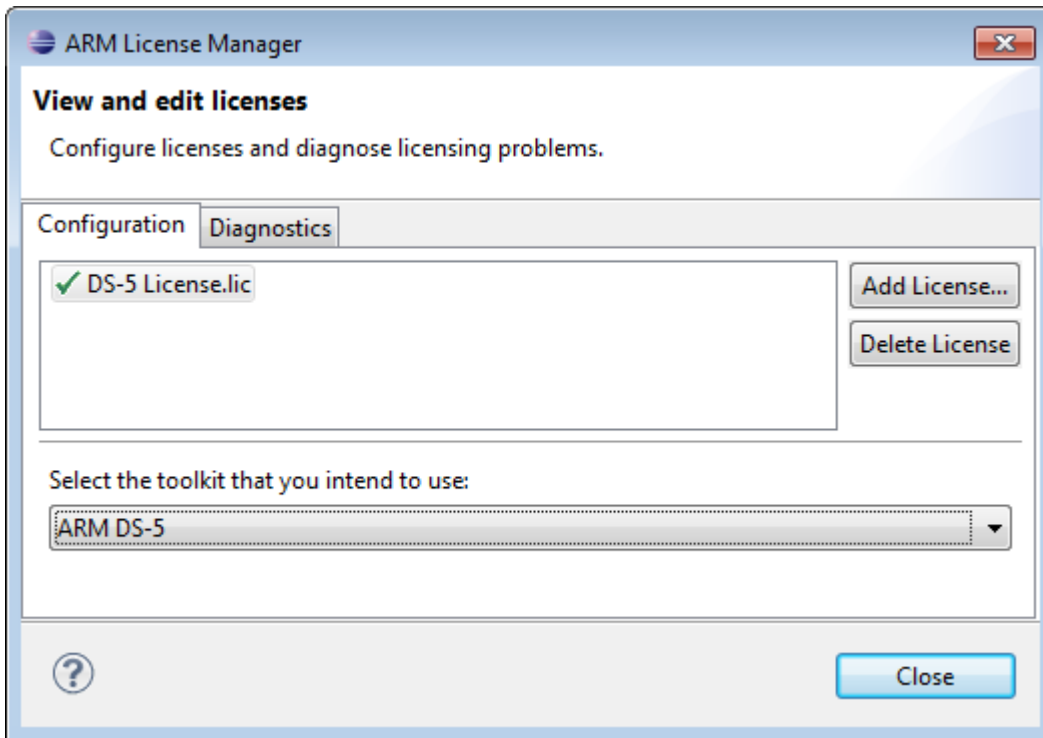 ARM License Manager
View and edit licenses
Configure licenses and diagnose licensing problems.
Configuration
Diagnostics
DS-5 License.lic
Add License...
Delete License
Select the toolkit that you intend to use:
ARM DS-5
?
Close